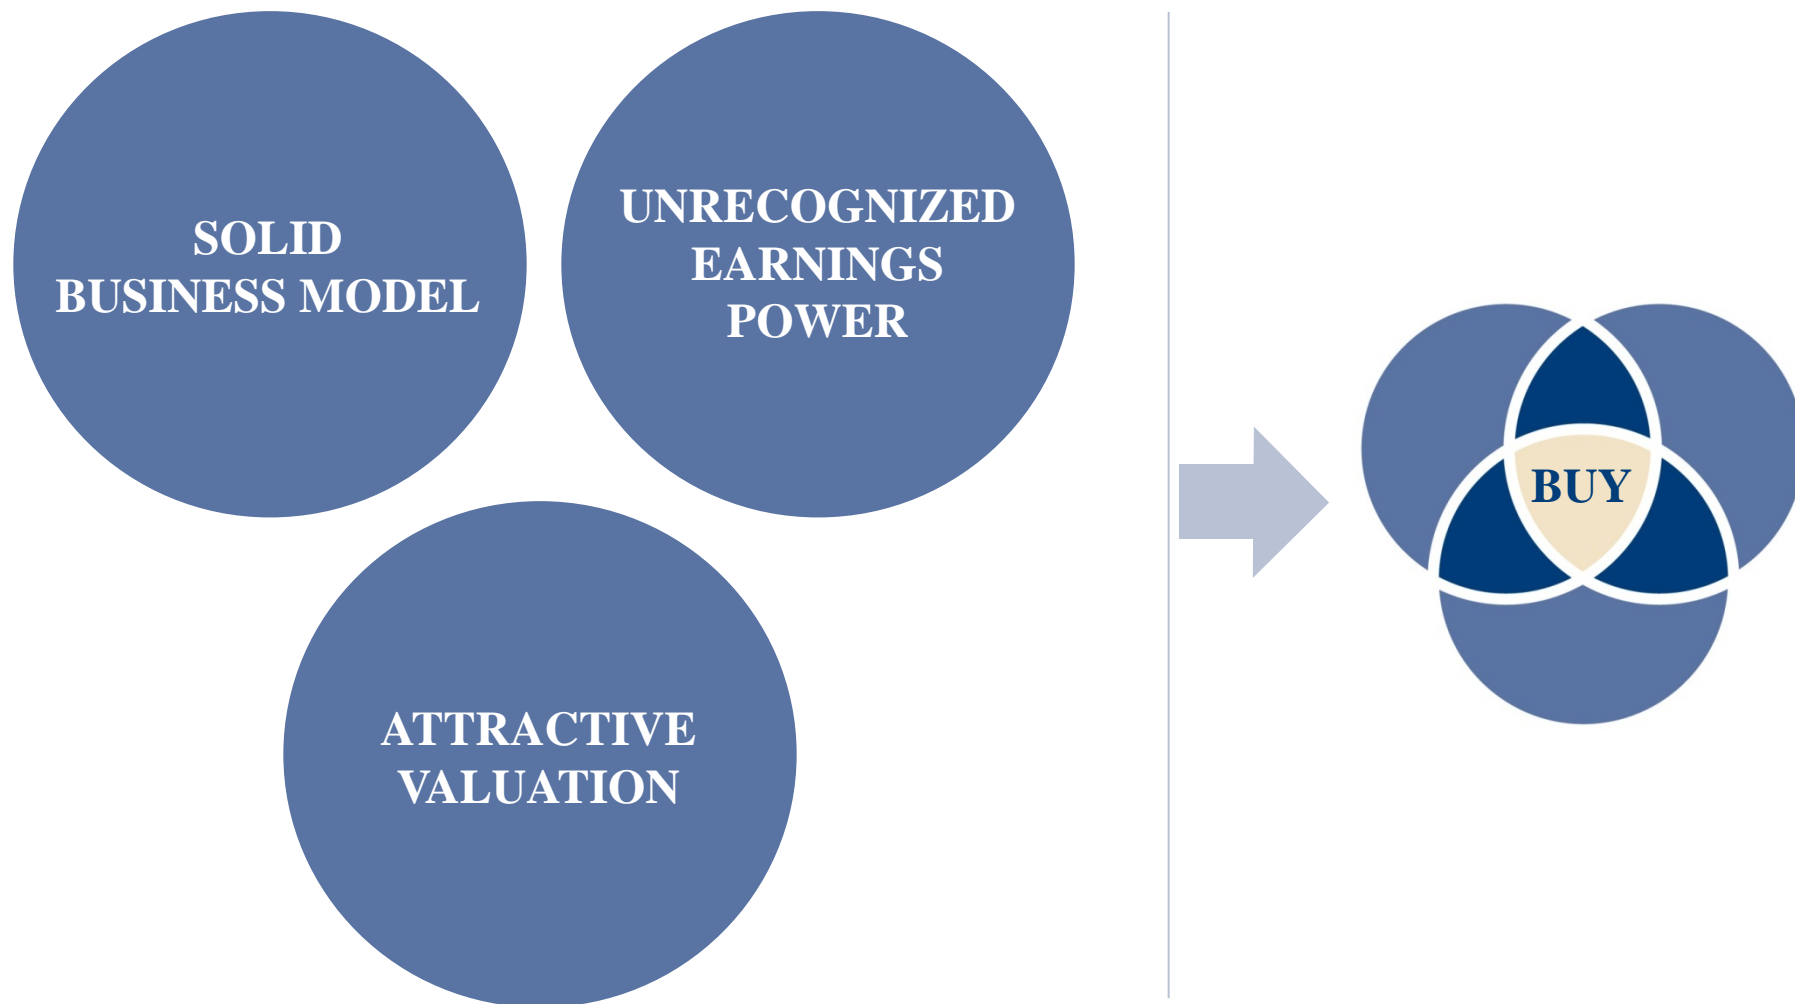 SOLID
BUSINESS MODEL
UNRECOGNIZED
EARNINGS
POWER
ATTRACTIVE
VALUATION
BUY